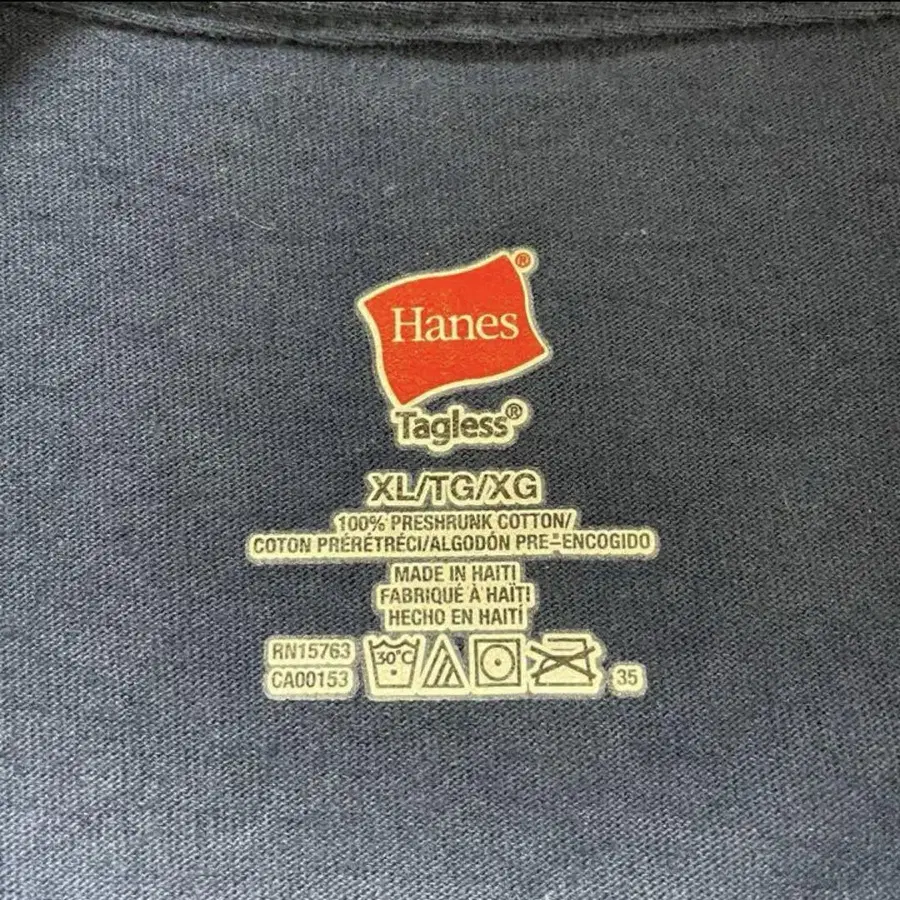 Hanes®
Tagless®
XL/TG/XG
100% PRESHRUNK COTTON/
COTON PRÉRÉTRÉCI/ALGODÓN PRE-ENCOGIDO
MADE IN HAITI
FABRIQUÉ À HAÏTI
HECHO EN HAITÍ
RN15763
CA00153
30°C
35